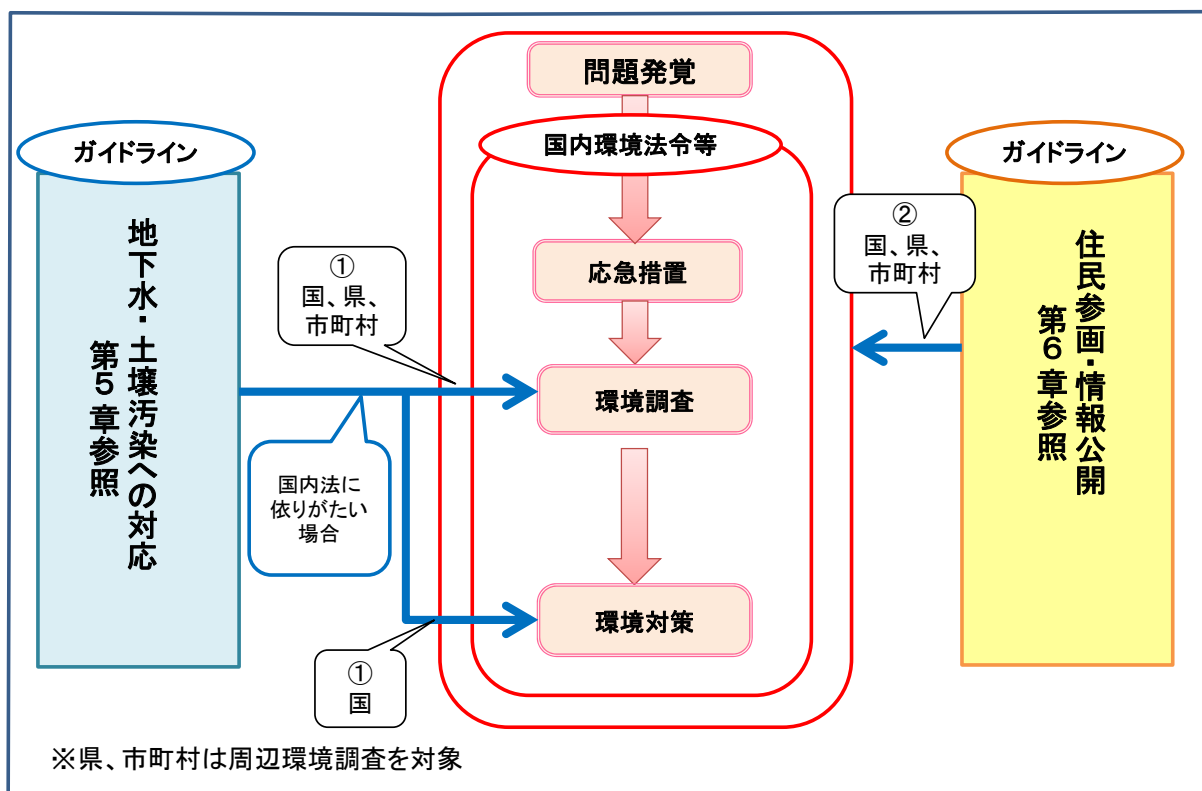 問題発覚
国内環境法令等
応急措置
環境調査
環境対策
ガイドライン
地下水・土壌汚染への対応
第5章参照
①
国、県、
市町村
国内法に
依りがたい
場合
①
国
ガイドライン
住民参画・情報公開
第6章参照
②
国、県、
市町村
※県、市町村は周辺環境調査を対象